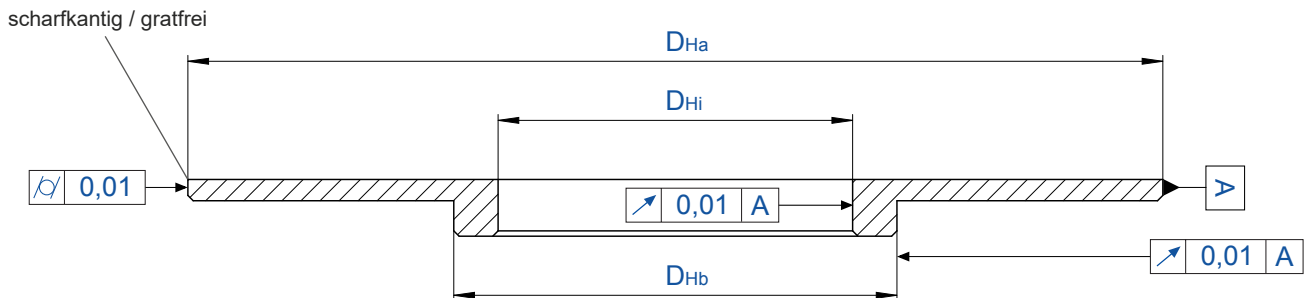 scharfkantig / gratfrei
DHa
DHi
0,01
0,01 A
A
0,01 A
DHb